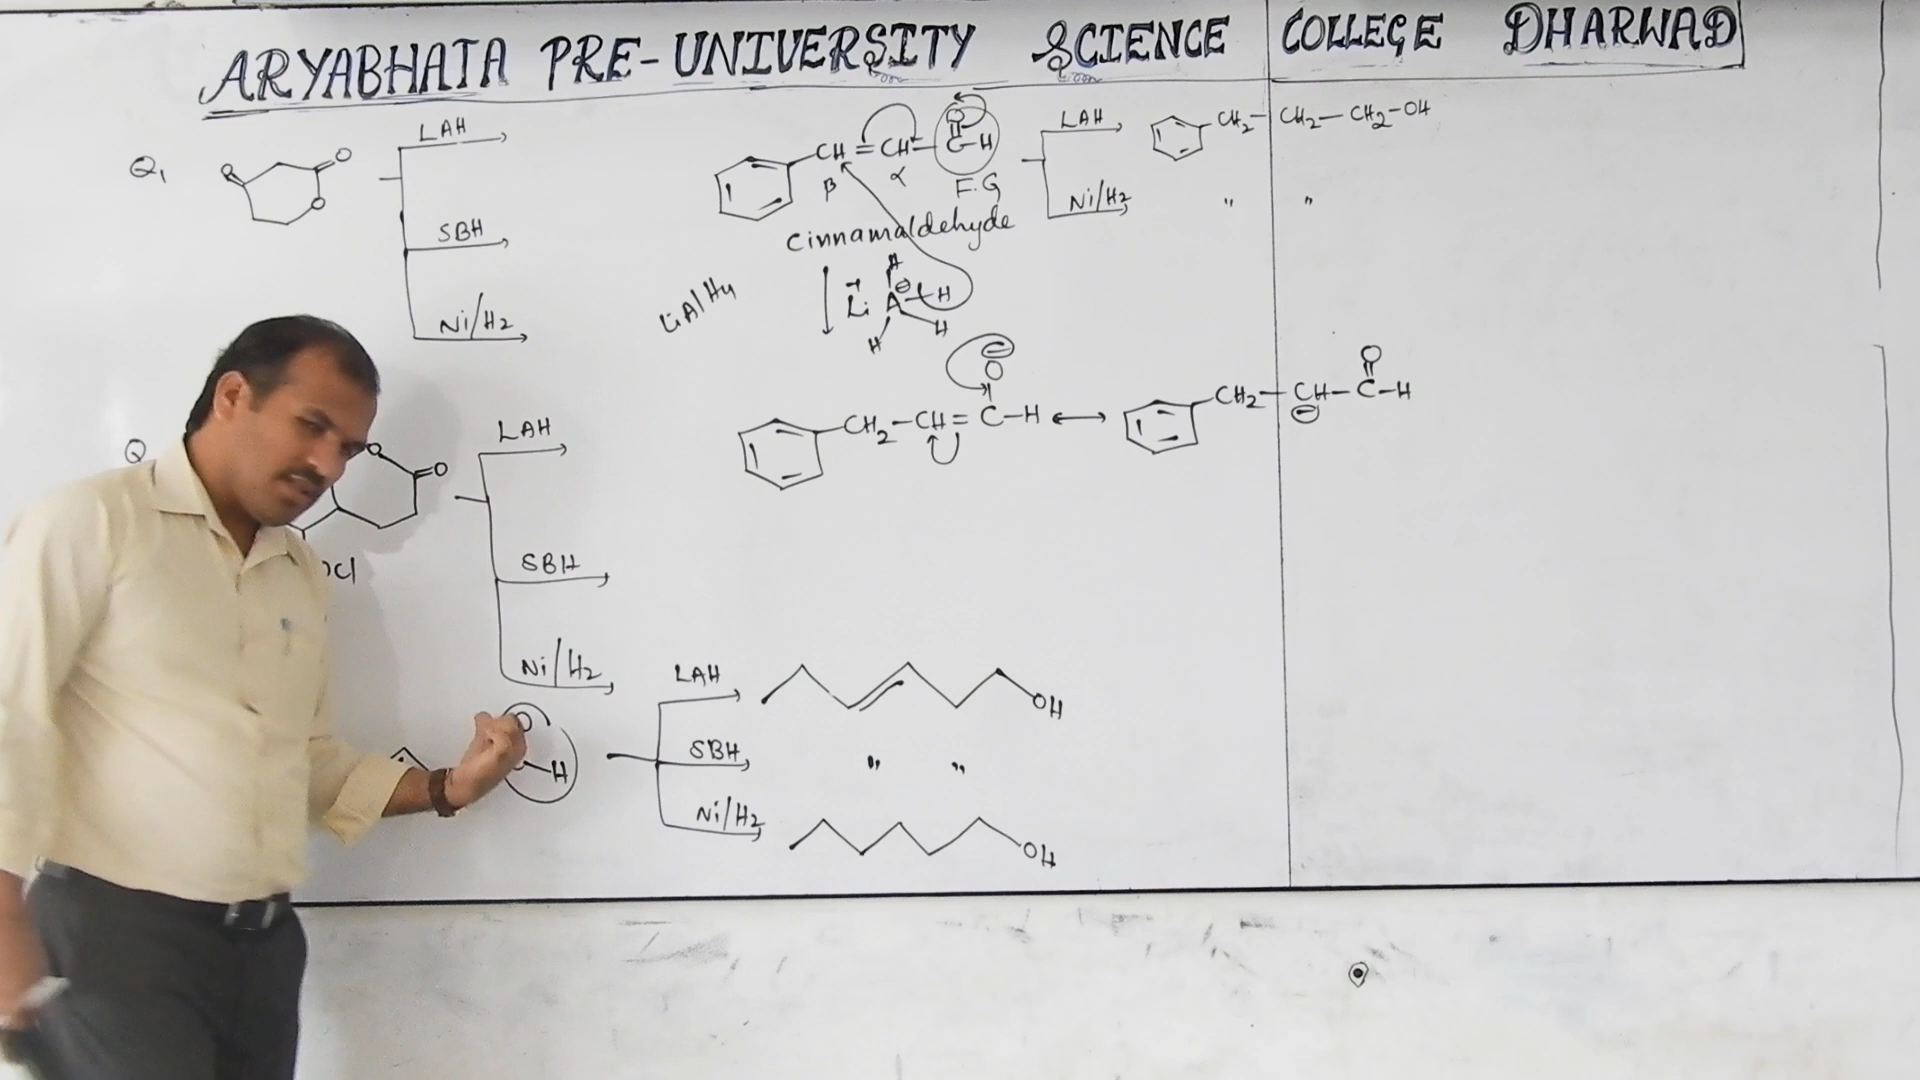 ARYABHATA PRE-UNIVERSITY SCIENCE COLLEGE DHARWAD
Q1
O
O
LAH
SBH
Ni/H2
CH=CH-C-H
O
β
α
F.G
Cinnamaldehyde
LAH
CH2-CH2-CH2-OH
Ni/H2
" "
LiAlH4
Li
H
H
H
H
O
CH2-CH=C-H
CH2-CH-C-H
O
Q
O
O
LAH
SBH
Ni/H2
O
H
LAH
OH
SBH
" "
Ni/H2
OH